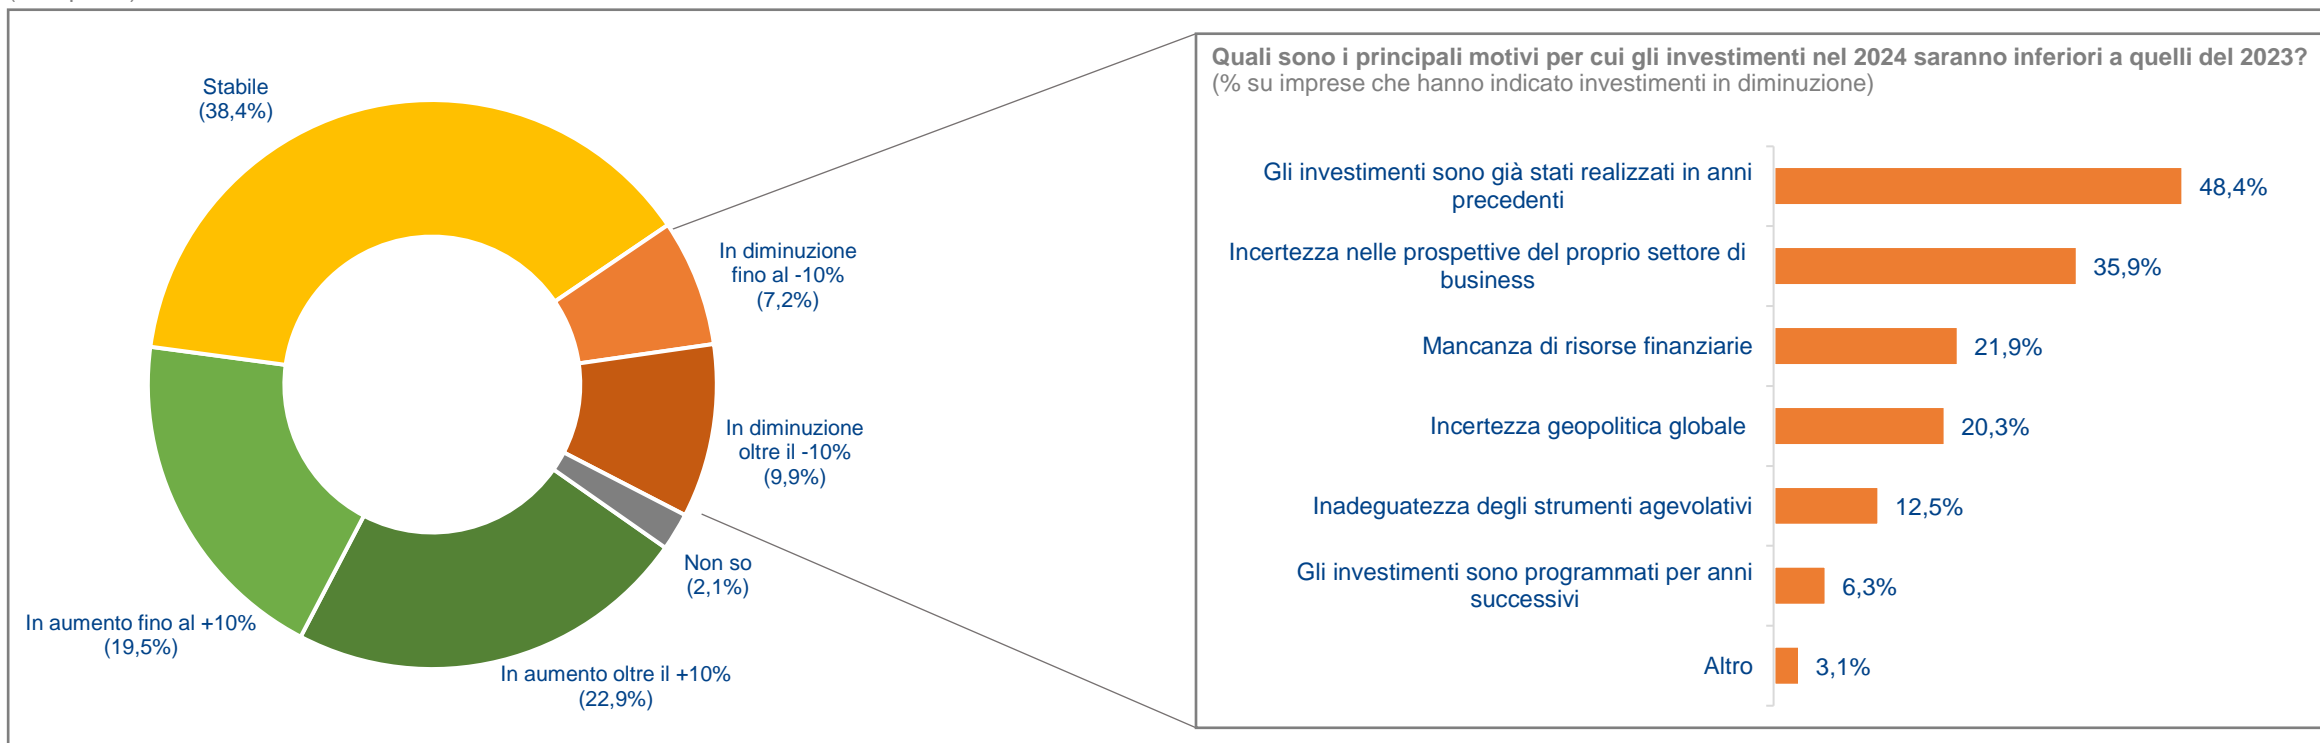 Stabile
(38,4%)
In diminuzione
fino al -10%
(7,2%)
In diminuzione
oltre il -10%
(9,9%)
Non so
(2,1%)
In aumento oltre il +10%
(22,9%)
In aumento fino al +10%
(19,5%)
Quali sono i principali motivi per cui gli investimenti nel 2024 saranno inferiori a quelli del 2023?
(% su imprese che hanno indicato investimenti in diminuzione)
Gli investimenti sono già stati realizzati in anni
precedenti
48,4%
Incertezza nelle prospettive del proprio settore di
business
35,9%
Mancanza di risorse finanziarie
21,9%
Incertezza geopolitica globale
20,3%
Inadeguatezza degli strumenti agevolativi
12,5%
Gli investimenti sono programmati per anni
successivi
6,3%
Altro
3,1%